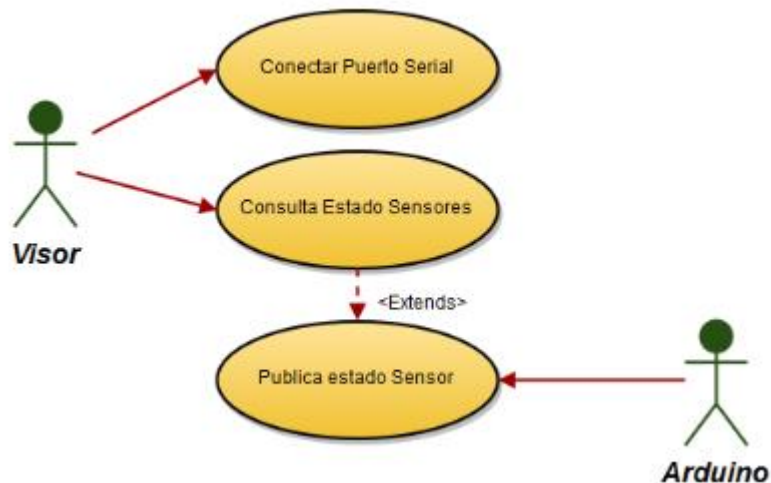 Conectar Puerto Serial
Consulta Estado Sensores
Visor
<Extends>
Publica estado Sensor
Arduino